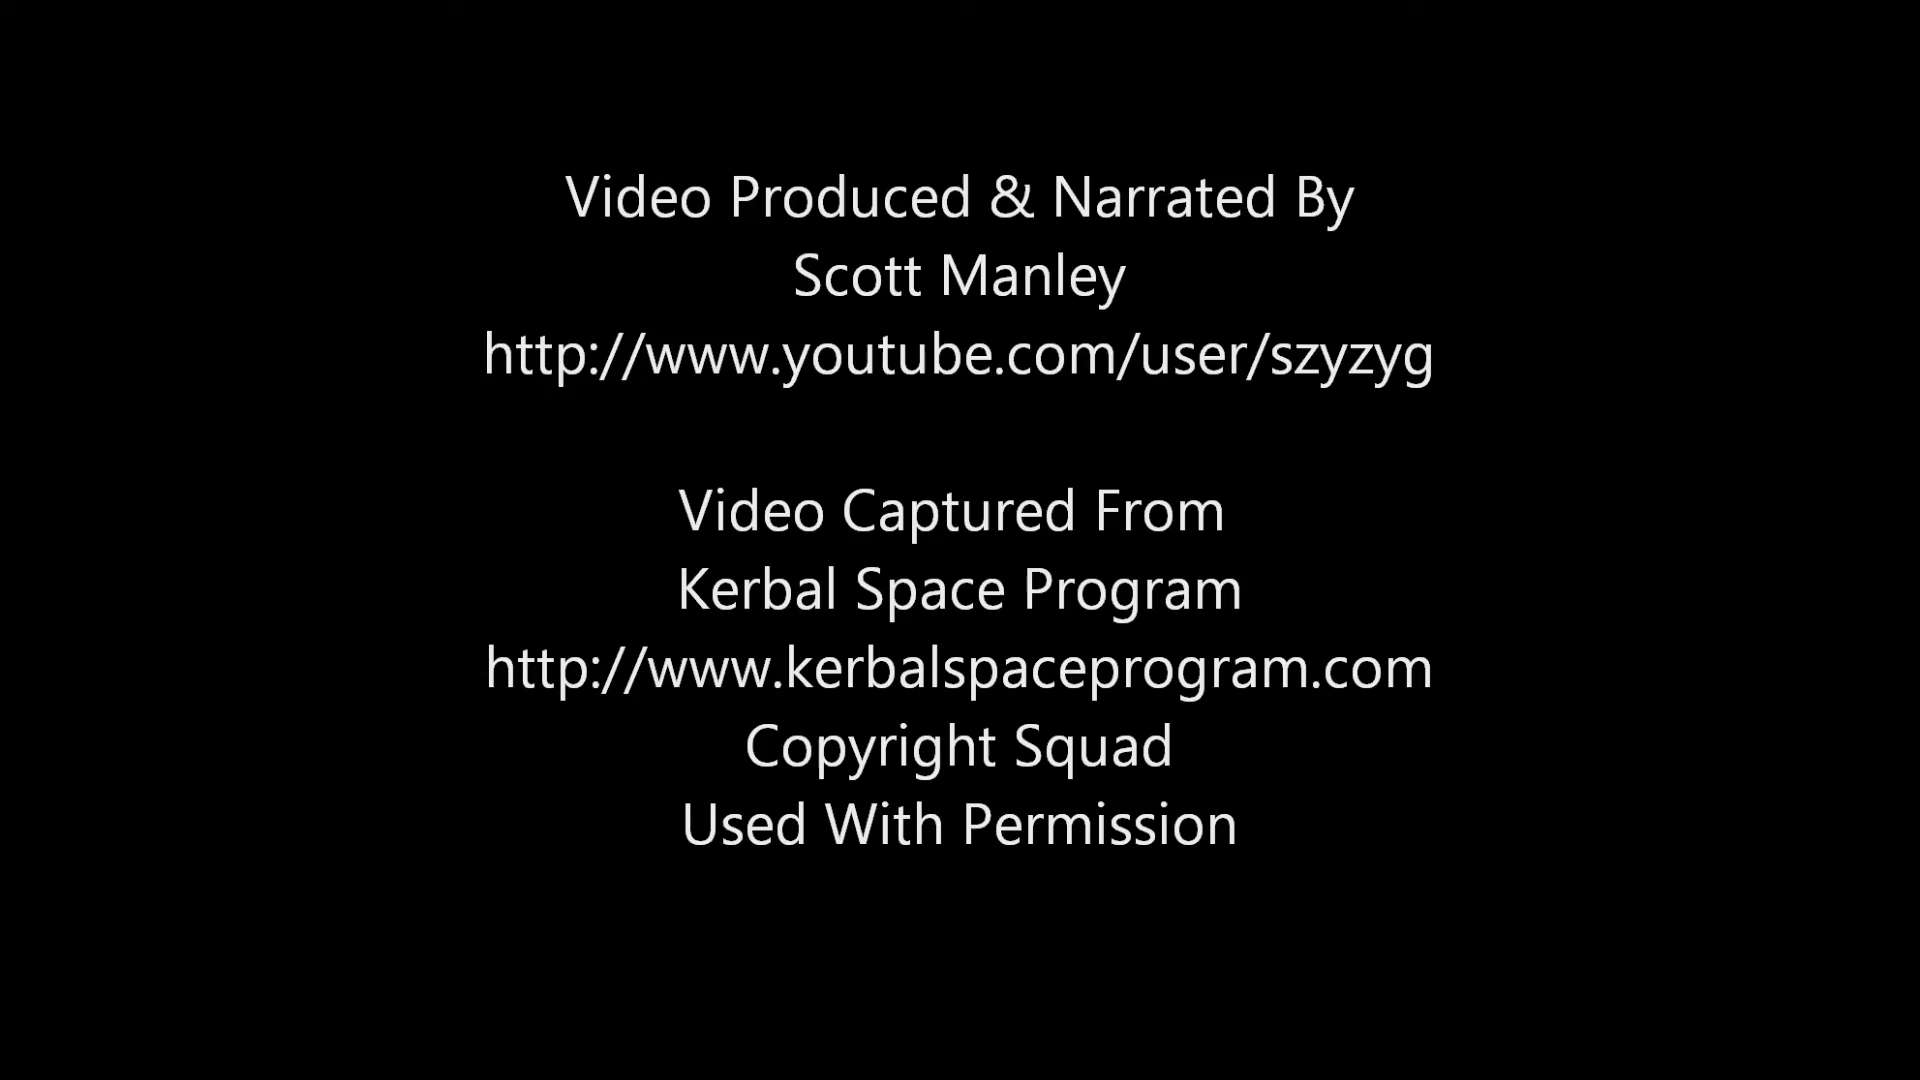 Video Produced & Narrated By
Scott Manley
http://www.youtube.com/user/szyzyg
Video Captured From
Kerbal Space Program
http://www.kerbalspaceprogram.com
Copyright Squad
Used With Permission